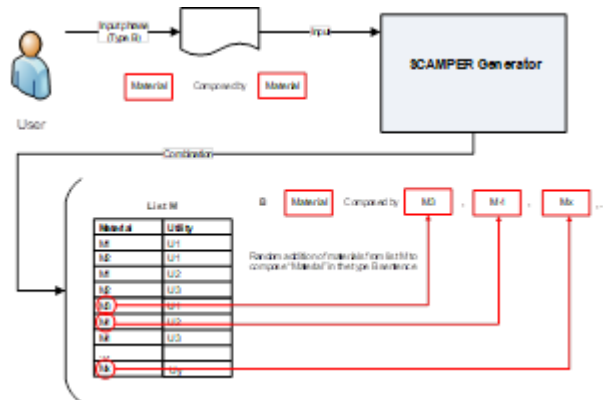 Input phrase
(Type B)
Input
SCAMPER Generator
Material Composed by Material
User
Combination
List M
B Material Composed by M3 , M4 , Mx , ..
Material Utility
M1 U1
M2 U1
M1 U2
M2 U3
M3 U1
U2
U3
...
Mx Uy
Random addition of materials from list M to
compose "Material" in the type B sentence